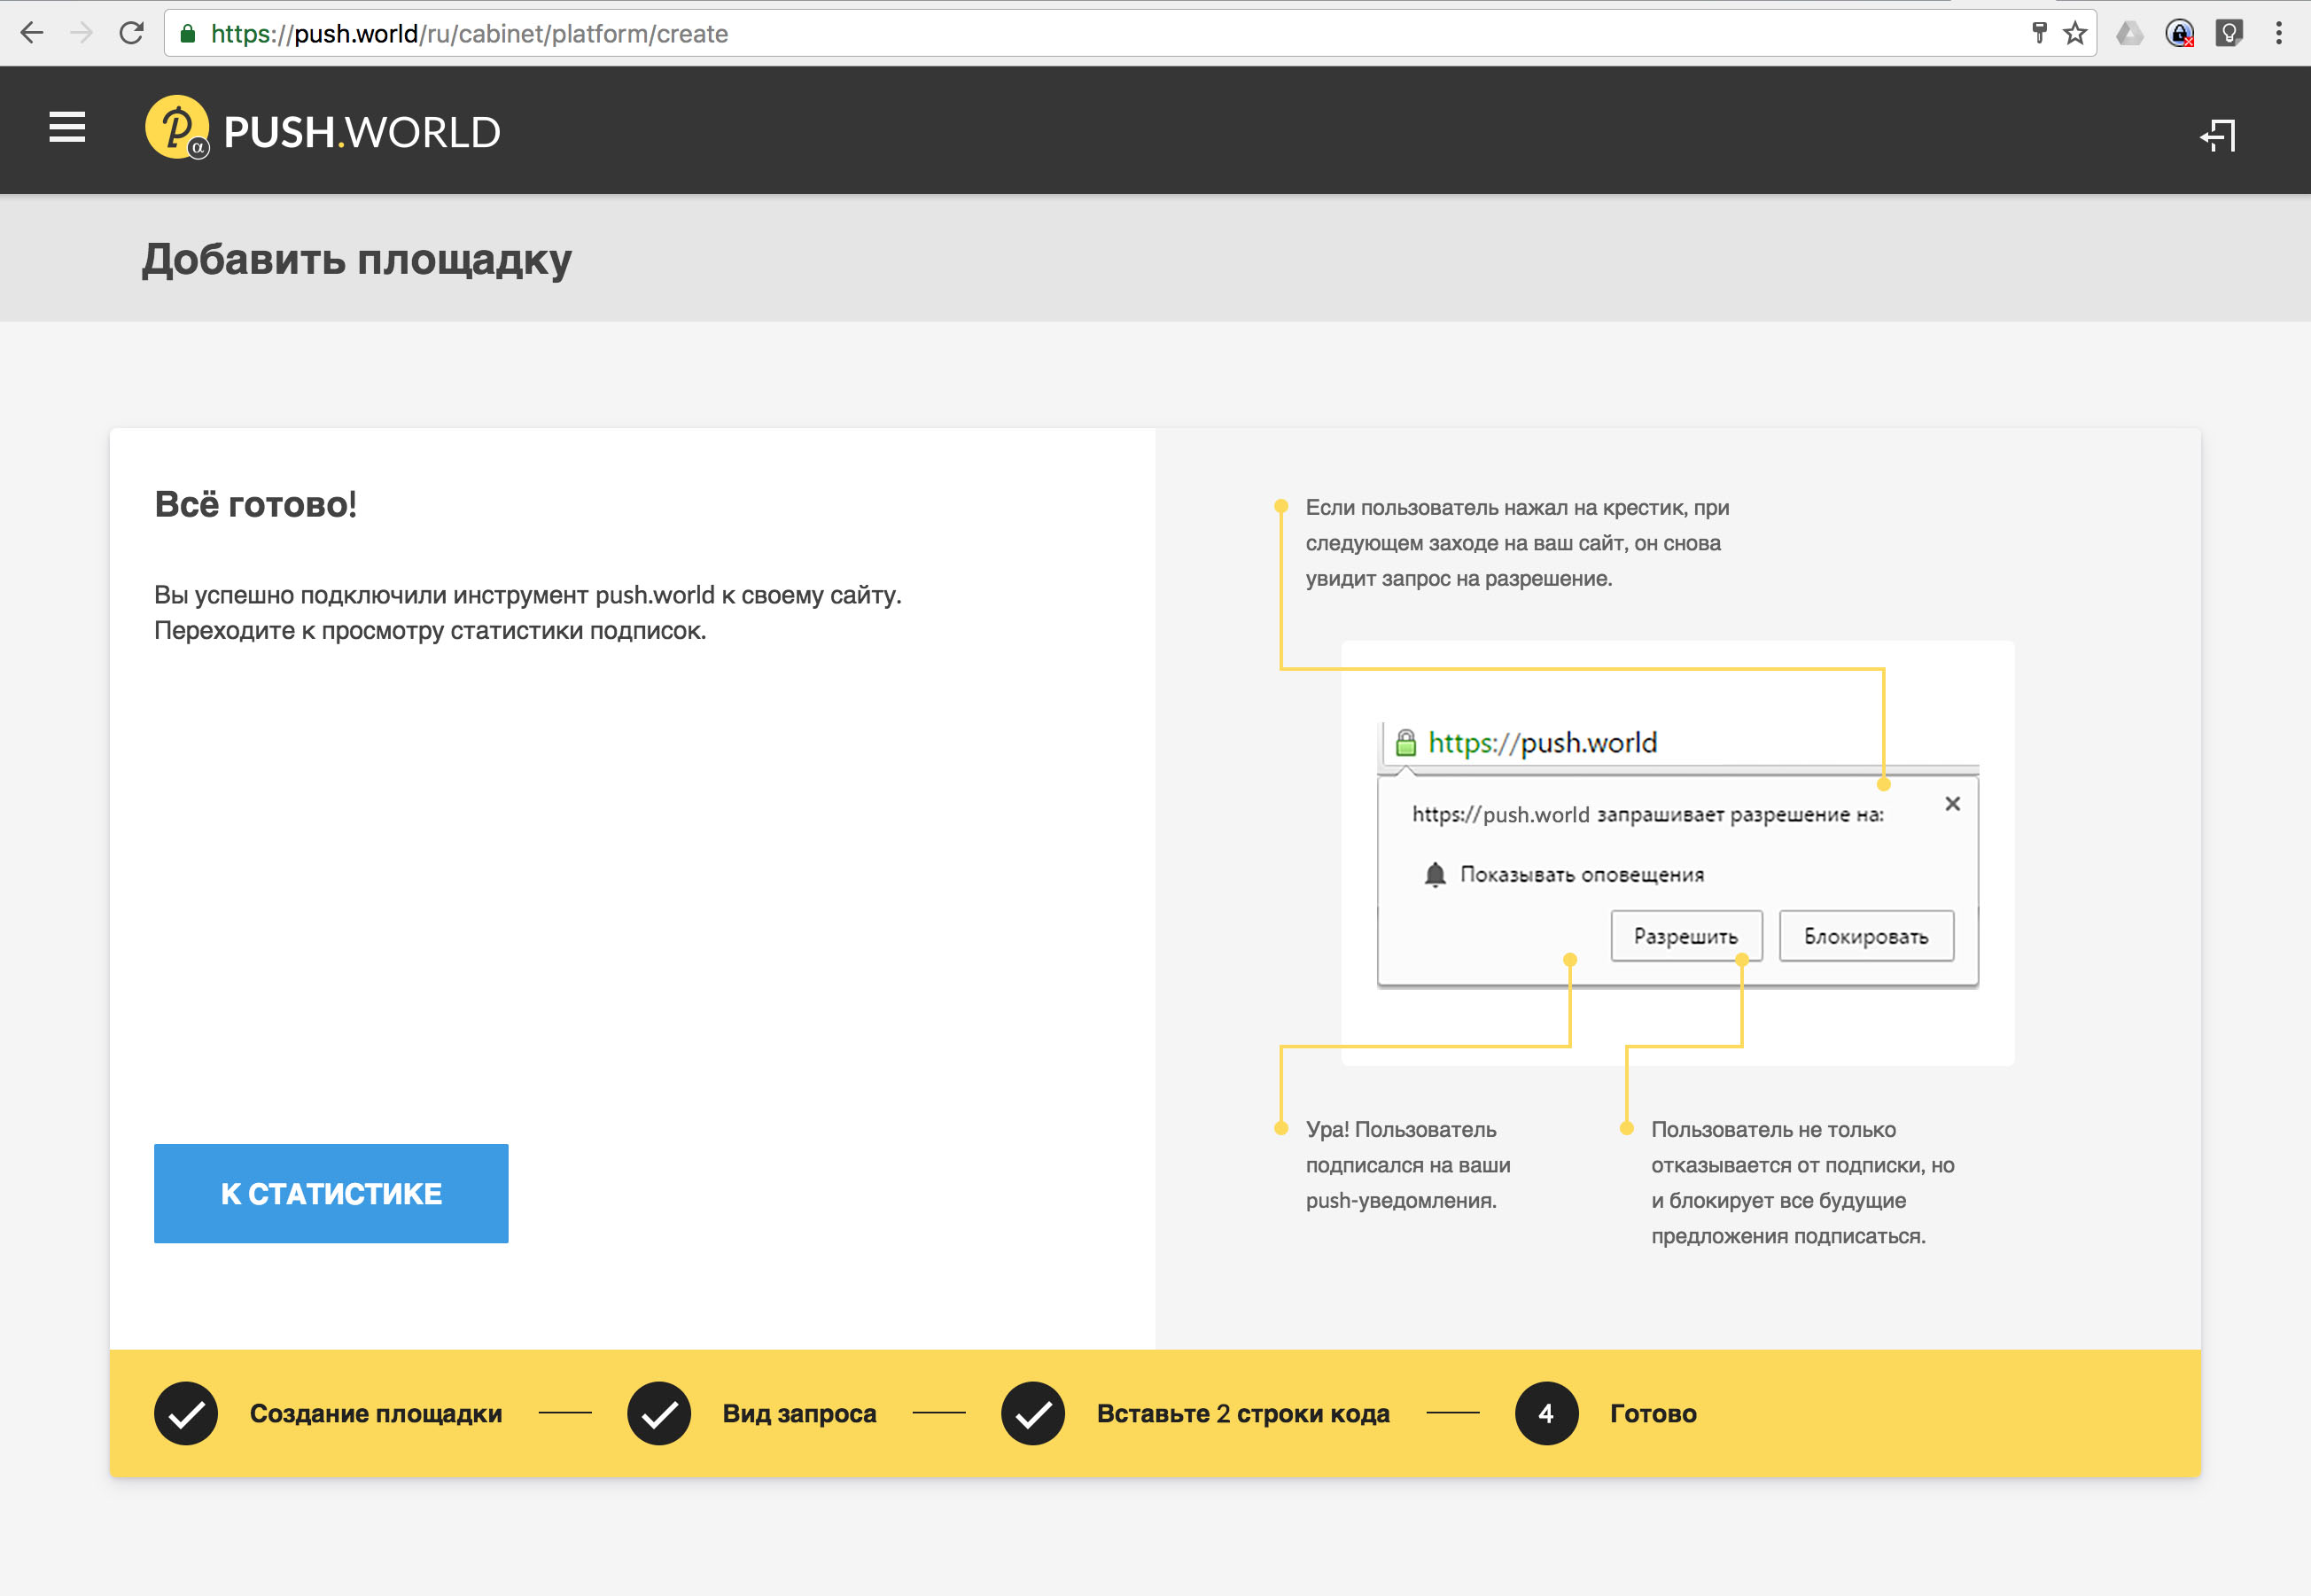 https://push.world/ru/cabinet/platform/create
PUSH.WORLD
α
Добавить площадку
Всё готово!
Вы успешно подключили инструмент push.world к своему сайту.
Переходите к просмотру статистики подписок.
К СТАТИСТИКЕ
Если пользователь нажал на крестик, при
следующем заходе на ваш сайт, он снова
увидит запрос на разрешение.
https://push.world
https://push.world запрашивает разрешение на:
Показывать оповещения
Разрешить
Блокировать
Ура! Пользователь
подписался на ваши
push-уведомления.
Пользователь не только
отказывается от подписки, но
и блокирует все будущие
предложения подписаться.
Создание площадки
Вид запроса
Вставьте 2 строки кода
4
Готово